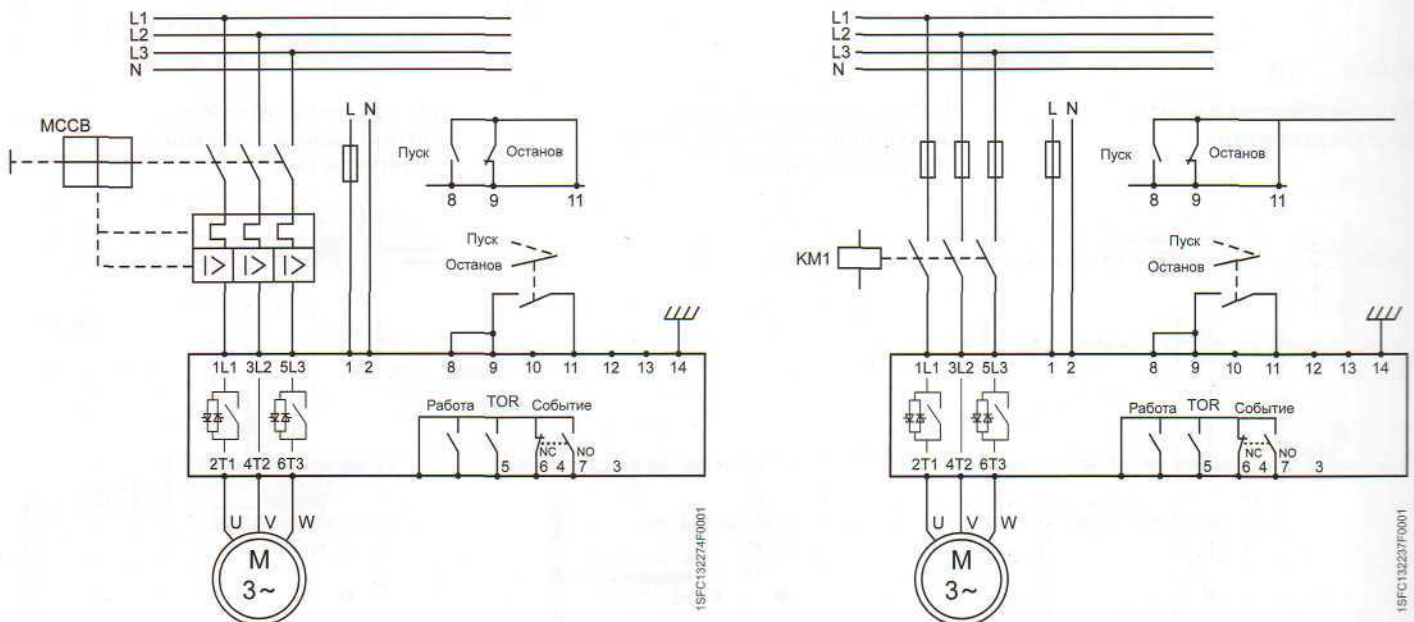 L1
L2
L3
N
MCCB
L N
Пуск
Останов
8 9 11
Пуск
Останов
1L1 3L2 5L3 1 2 8 9 10 11 12 13 14
Работа TOR Событие
NC NO
2T1 4T2 6T3 5 6 4 7 3
U V W
M
3~
1SFC132274F0001
L1
L2
L3
N
KM1
L N
Пуск
Останов
8 9 11
Пуск
Останов
1L1 3L2 5L3 1 2 8 9 10 11 12 13 14
Работа TOR Событие
NC NO
2T1 4T2 6T3 5 6 4 7 3
U V W
M
3~
1SFC132237F0001